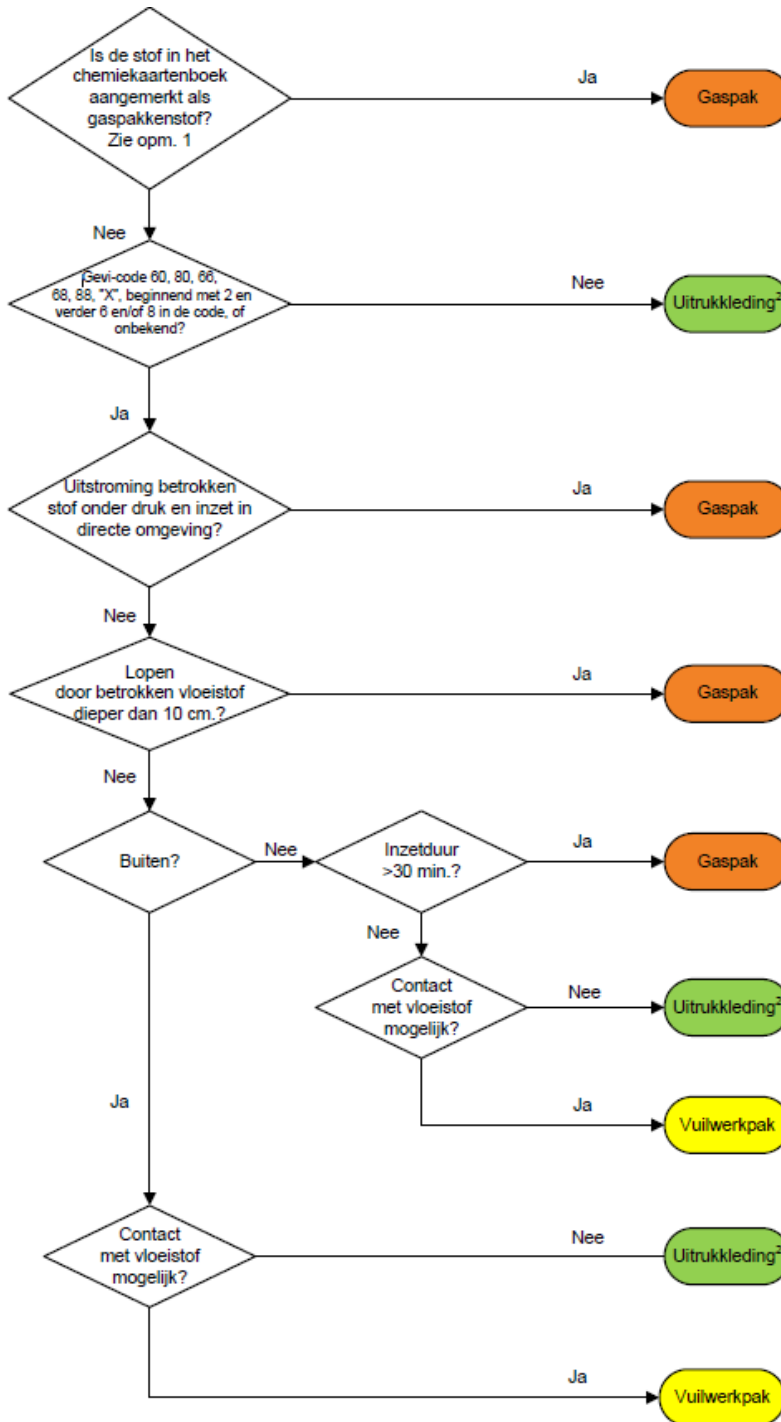 Is de stof in het
chemiekaartenboek
aangemerkt als
gaspakkenstof?
Zie opm. 1
Ja
Gaspak
Nee
Gevi-code 60, 80, 66,
68, 88, "X", beginnend met 2 en
verder 6 en/of 8 in de code, of
onbekend?
Nee
Uitrukkleding²
Ja
Uitstroming betrokken
stof onder druk en inzet in
directe omgeving?
Ja
Gaspak
Nee
Lopen
door betrokken vloeistof
dieper dan 10 cm.?
Ja
Gaspak
Nee
Buiten?
Nee
Inzetduur
>30 min.?
Ja
Gaspak
Nee
Contact
met vloeistof
mogelijk?
Nee
Uitrukkleding²
Ja
Vuilwerkpak
Ja
Contact
met vloeistof
mogelijk?
Nee
Uitrukkleding²
Ja
Vuilwerkpak